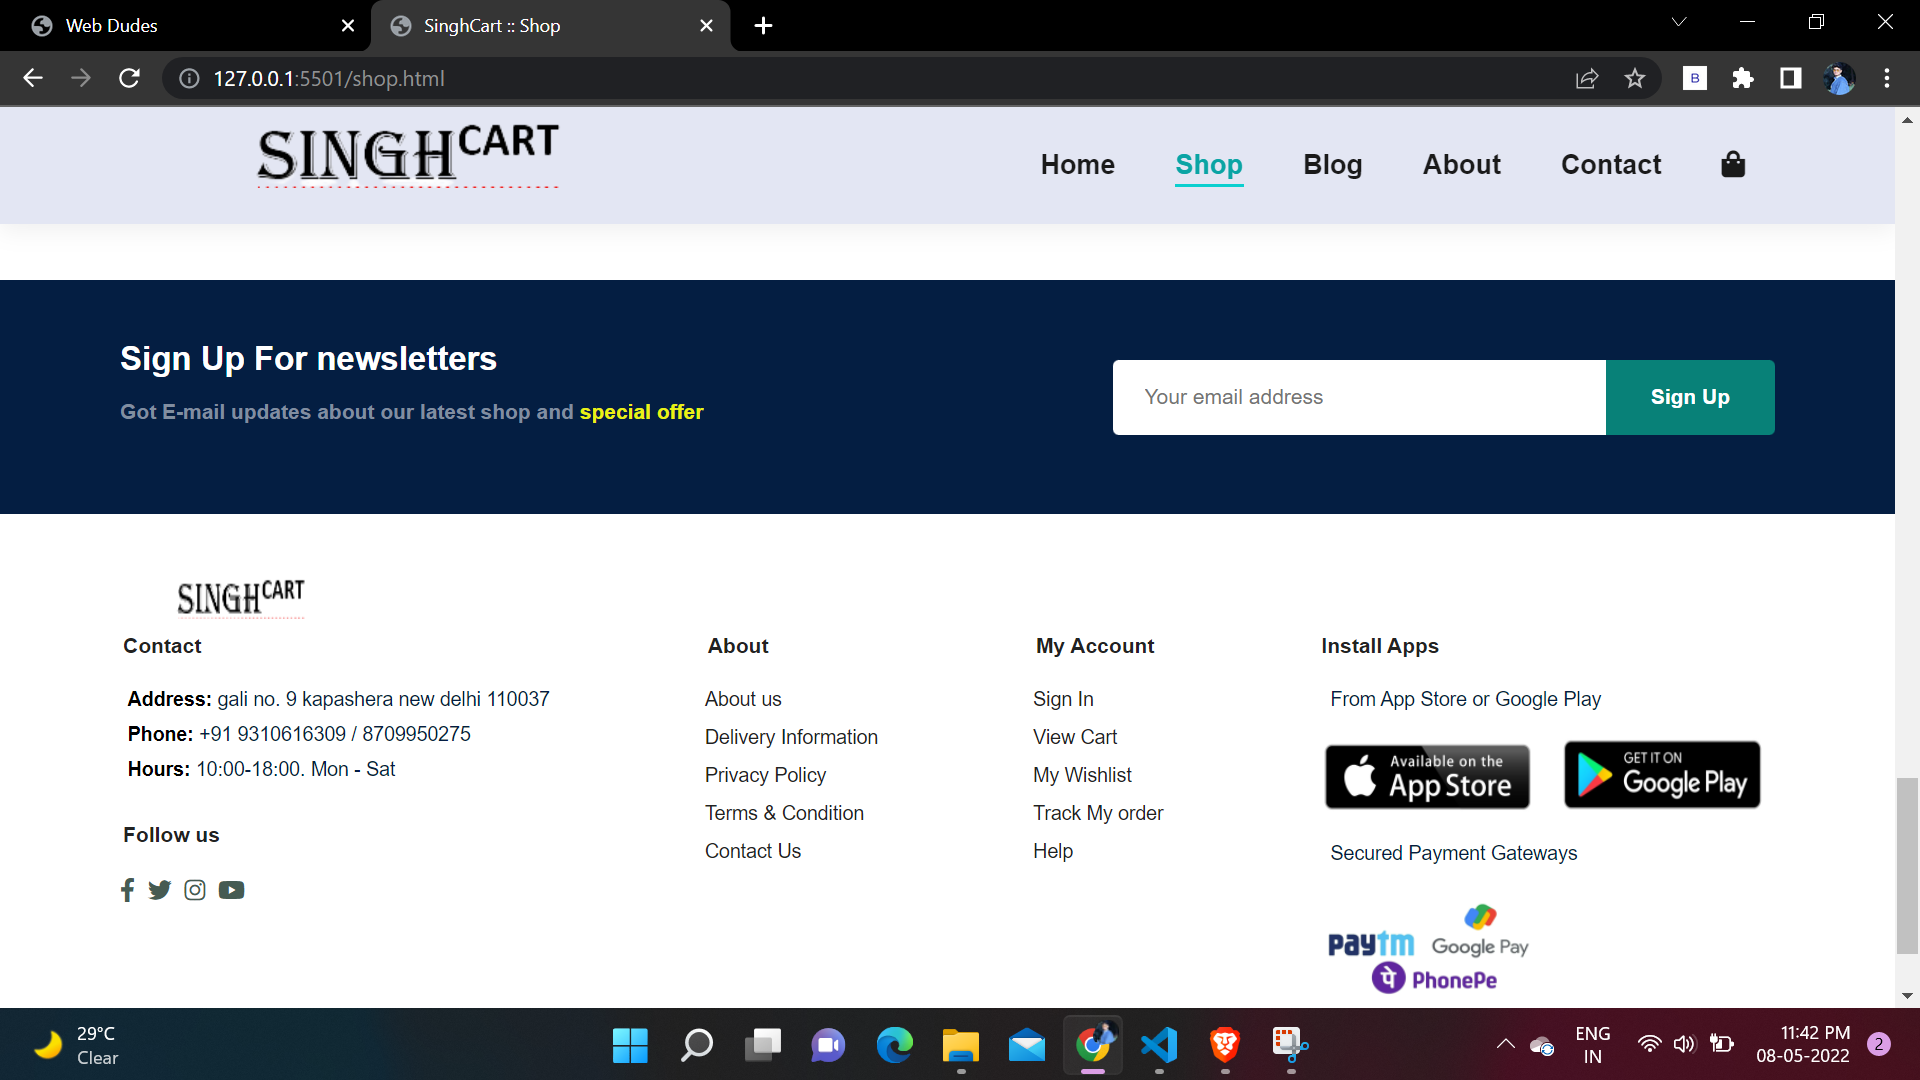 Web Dudes
SinghCart :: Shop
127.0.0.1:5501/shop.html
B
SINGHCART
Home
Shop
Blog
About
Contact
Sign Up For newsletters
Got E-mail updates about our latest shop and special offer
Your email address
Sign Up
SINGHCART
Contact
Address: gali no. 9 kapashera new delhi 110037
Phone: +91 9310616309 / 8709950275
Hours: 10:00-18:00. Mon - Sat
Follow us
About
About us
Delivery Information
Privacy Policy
Terms & Condition
Contact Us
My Account
Sign In
View Cart
My Wishlist
Track My order
Help
Install Apps
From App Store or Google Play
Available on the
App Store
GET IT ON
Google Play
Secured Payment Gateways
paytm
Google Pay
पे PhonePe
29°C
Clear
ENG
IN
11:42 PM
08-05-2022
2